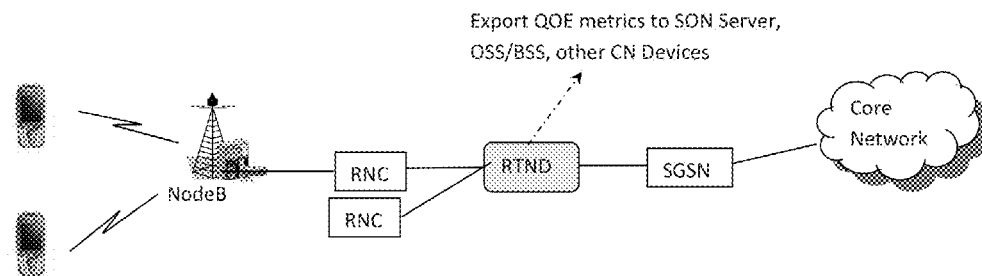 Export QOE metrics to SON Server,
OSS/BSS, other CN Devices
Core
Network
RNC
RTND
SGSN
NodeB
RNC